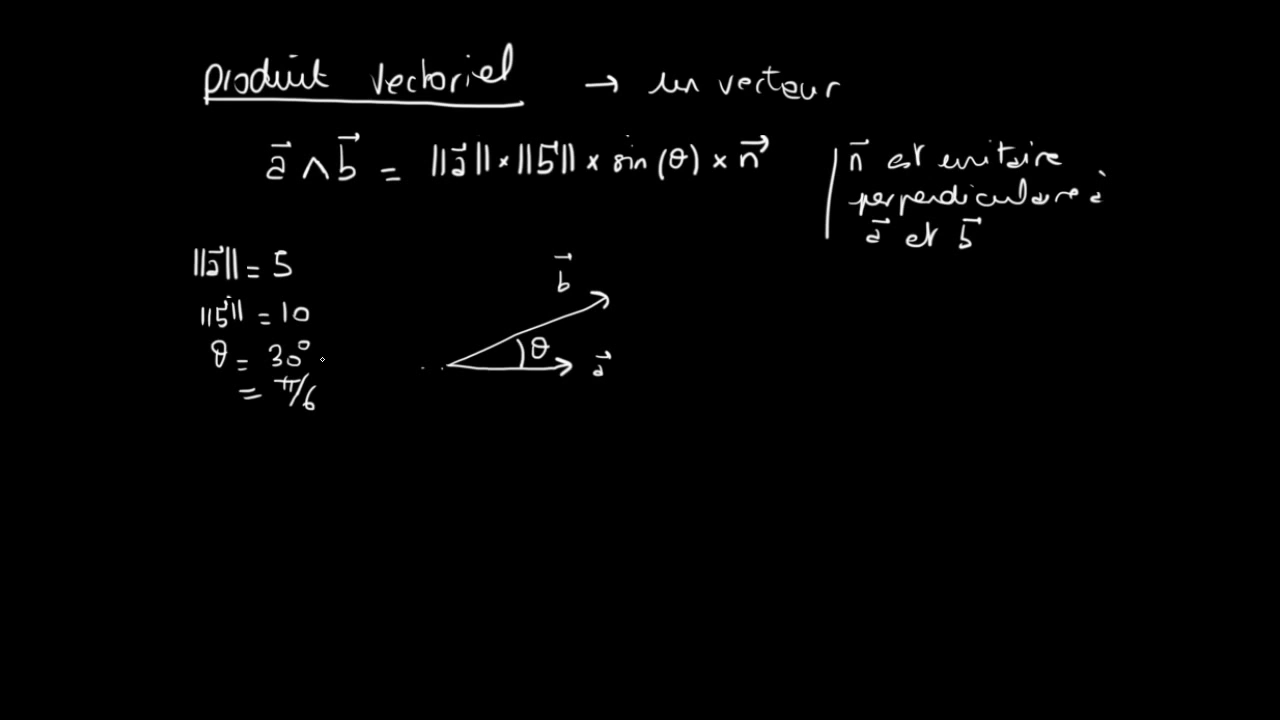 produit vectoriel → un vecteur
a⃗ ∧ b⃗ = ||a⃗|| × ||b⃗|| × sin(θ) × n⃗
n⃗ est unitaire
perpendiculaire à
a⃗ et b⃗
||a⃗|| = 5
||b⃗|| = 10
θ = 30°
= π/6
b⃗
θ
a⃗